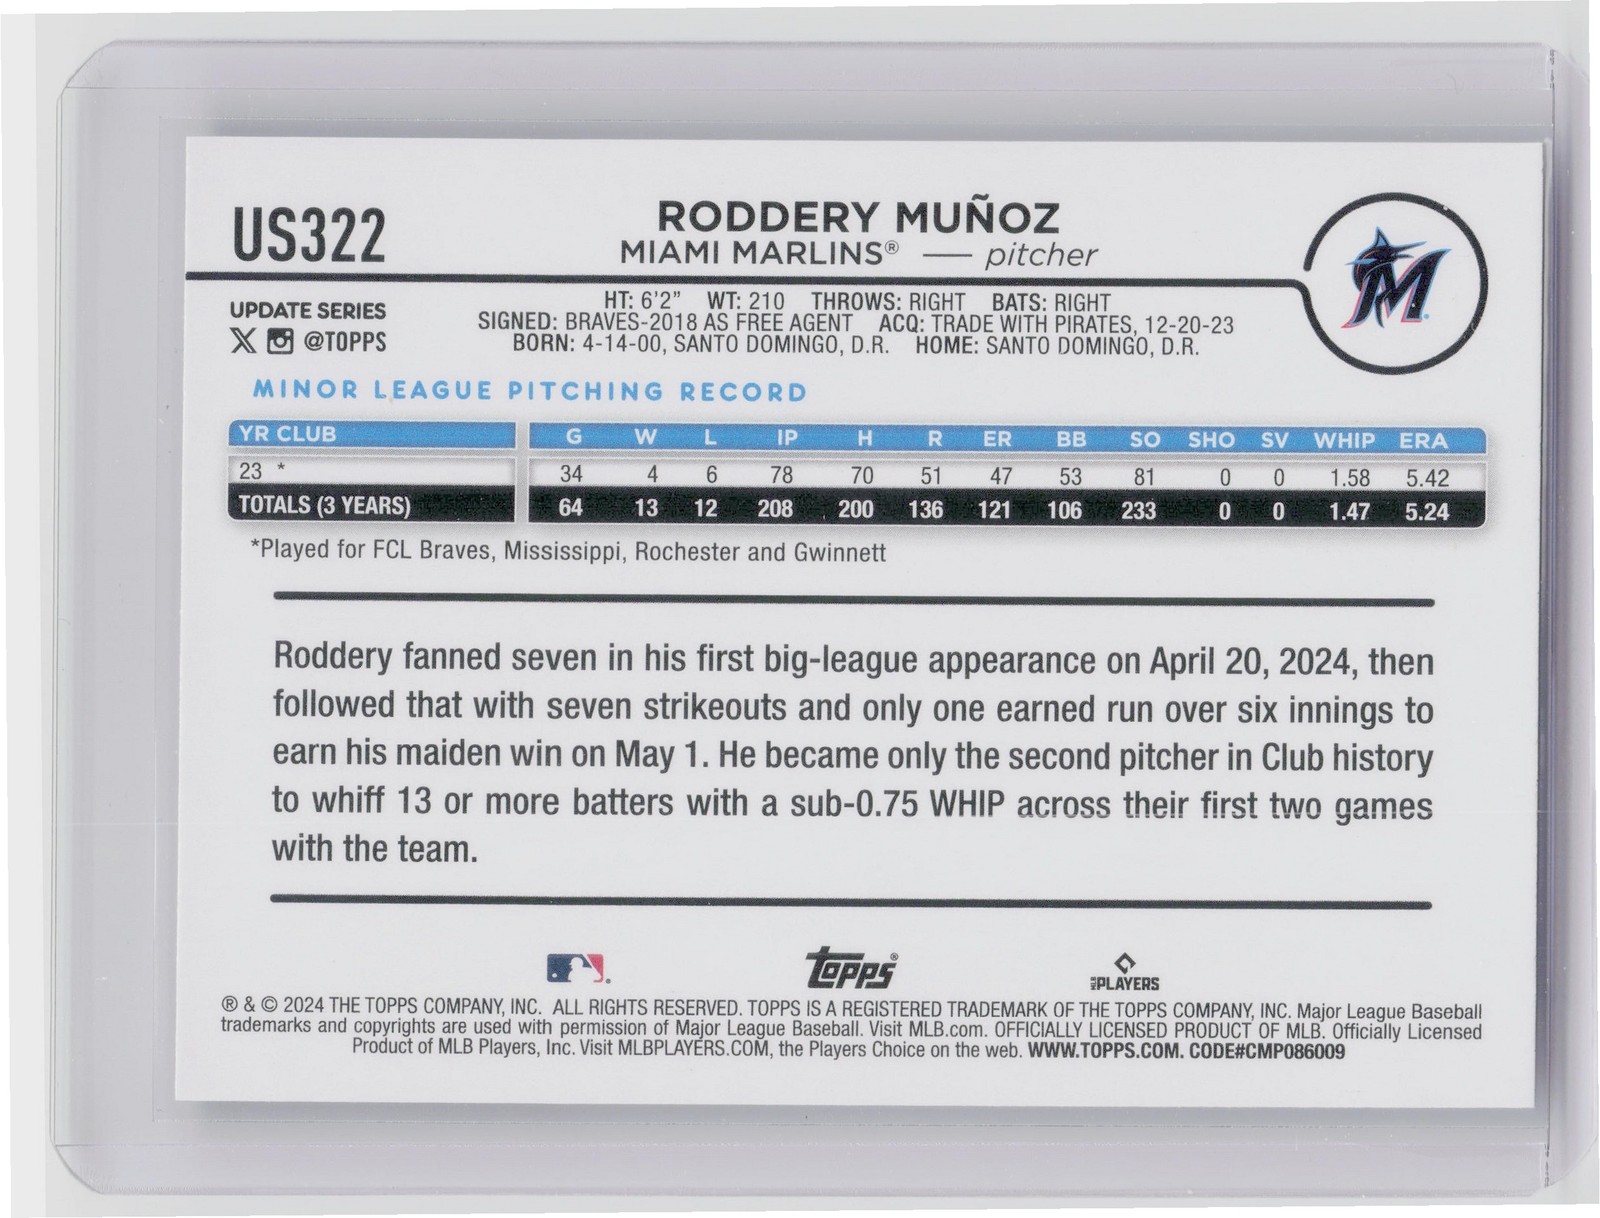 US322
RODDERY MUÑOZ
MIAMI MARLINS® — pitcher
M
UPDATE SERIES
X @TOPPS
HT: 6'2" WT: 210 THROWS: RIGHT BATS: RIGHT
SIGNED: BRAVES-2018 AS FREE AGENT ACQ: TRADE WITH PIRATES, 12-20-23
BORN: 4-14-00, SANTO DOMINGO, D.R. HOME: SANTO DOMINGO, D.R.
MINOR LEAGUE PITCHING RECORD
YR CLUB G W L IP H R ER BB SO SHO SV WHIP ERA
23 * 34 4 6 78 70 51 47 53 81 0 0 1.58 5.42
TOTALS (3 YEARS) 64 13 12 208 200 136 121 106 233 0 0 1.47 5.24
*Played for FCL Braves, Mississippi, Rochester and Gwinnett
Roddery fanned seven in his first big-league appearance on April 20, 2024, then
followed that with seven strikeouts and only one earned run over six innings to
earn his maiden win on May 1. He became only the second pitcher in Club history
to whiff 13 or more batters with a sub-0.75 WHIP across their first two games
with the team.
Topps®
MLB PLAYERS
® & © 2024 THE TOPPS COMPANY, INC. ALL RIGHTS RESERVED. TOPPS IS A REGISTERED TRADEMARK OF THE TOPPS COMPANY, INC. Major League Baseball
trademarks and copyrights are used with permission of Major League Baseball. Visit MLB.com. OFFICIALLY LICENSED PRODUCT OF MLB. Officially Licensed
Product of MLB Players, Inc. Visit MLBPLAYERS.COM, the Players Choice on the web. WWW.TOPPS.COM. CODE#CMP086009